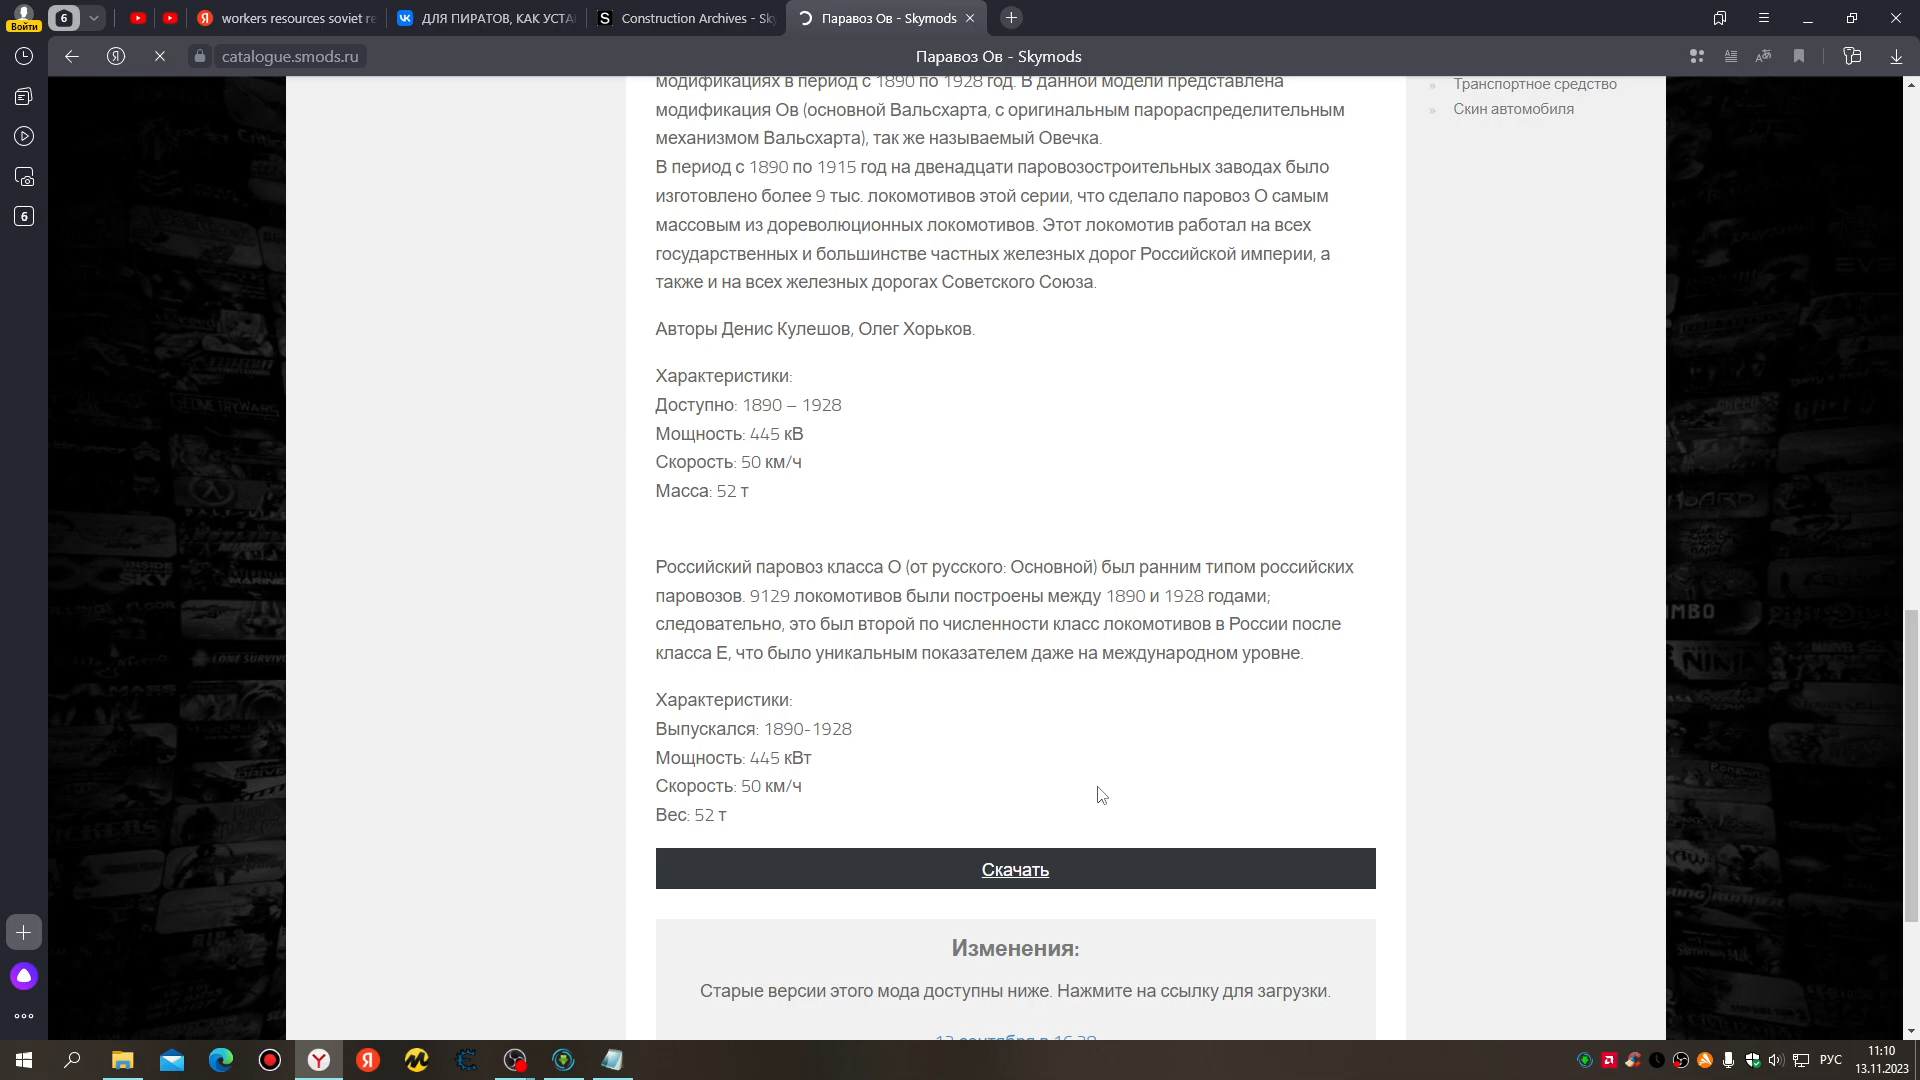 Войти
6
workers resources soviet re
ДЛЯ ПИРАТОВ, КАК УСТА
Construction Archives - Sk
Паравоз Ов - Skymods
catalogue.smods.ru
Паравоз Ов - Skymods
6
модификациях в период с 1890 по 1928 год. В данной модели представлена
модификация Ов (основной Вальсхарта, с оригинальным парораспределительным
механизмом Вальсхарта), так же называемый Овечка.
В период с 1890 по 1915 год на двенадцати паровозостроительных заводах было
изготовлено более 9 тыс. локомотивов этой серии, что сделало паровоз О самым
массовым из дореволюционных локомотивов. Этот локомотив работал на всех
государственных и большинстве частных железных дорог Российской империи, а
также и на всех железных дорогах Советского Союза.
Авторы Денис Кулешов, Олег Хорьков.
Характеристики:
Доступно: 1890 – 1928
Мощность: 445 кВ
Скорость: 50 км/ч
Масса: 52 т
Российский паровоз класса О (от русского: Основной) был ранним типом российских
паровозов. 9129 локомотивов были построены между 1890 и 1928 годами;
следовательно, это был второй по численности класс локомотивов в России после
класса Е, что было уникальным показателем даже на международном уровне.
Характеристики:
Выпускался: 1890-1928
Мощность: 445 кВт
Скорость: 50 км/ч
Вес: 52 т
Скачать
Изменения:
Старые версии этого мода доступны ниже. Нажмите на ссылку для загрузки.
» Транспортное средство
» Скин автомобиля
РУС
11:10
13.11.2023